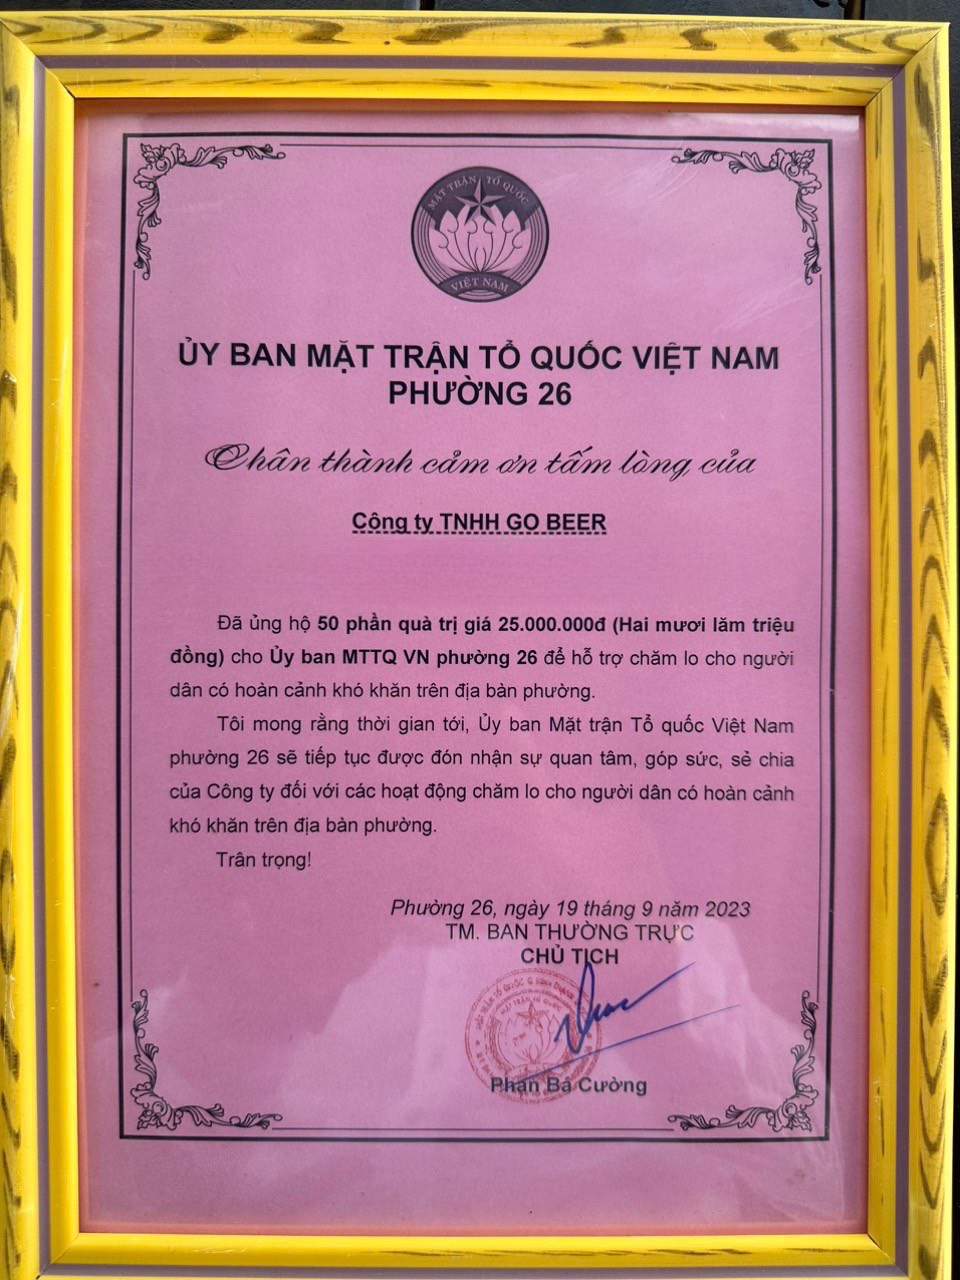 MẶT TRẬN TỔ QUỐC
VIỆT NAM
ỦY BAN MẶT TRẬN TỔ QUỐC VIỆT NAM
PHƯỜNG 26
Chân thành cảm ơn tấm lòng của
Công ty TNHH GO BEER
Đã ủng hộ 50 phần quà trị giá 25.000.000đ (Hai mươi lăm triệu
đồng) cho Ủy ban MTTQ VN phường 26 để hỗ trợ chăm lo cho người
dân có hoàn cảnh khó khăn trên địa bàn phường.
Tôi mong rằng thời gian tới, Ủy ban Mặt trận Tổ quốc Việt Nam
phường 26 sẽ tiếp tục được đón nhận sự quan tâm, góp sức, sẻ chia
của Công ty đối với các hoạt động chăm lo cho người dân có hoàn cảnh
khó khăn trên địa bàn phường.
Trân trọng!
Phường 26, ngày 19 tháng 9 năm 2023
TM. BAN THƯỜNG TRỰC
CHỦ TỊCH
MẶT TRẬN TỔ QUỐC
Phan Bá Cường